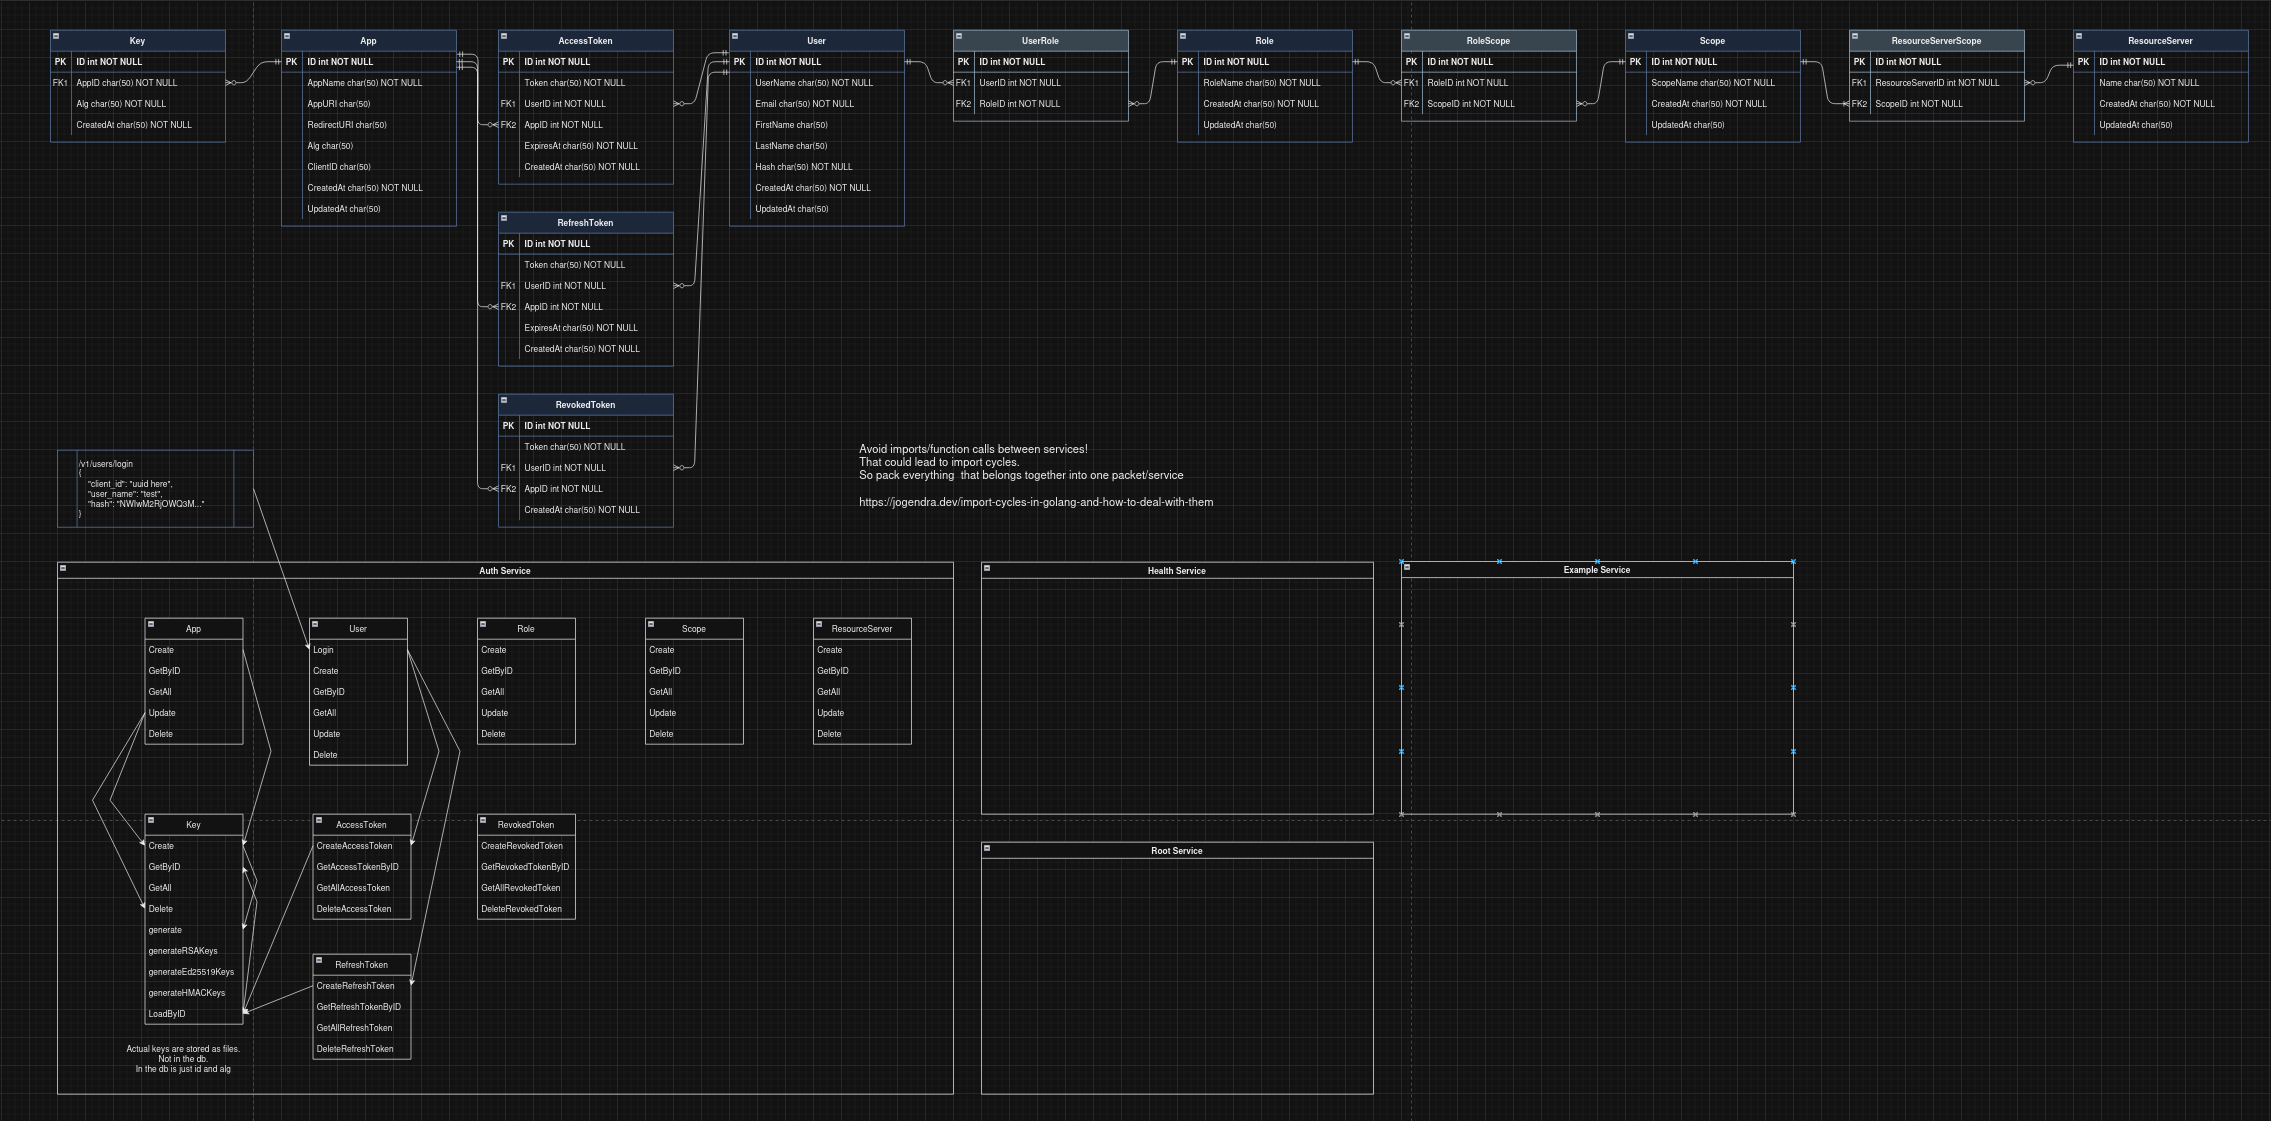 Key
PK ID int NOT NULL
FK1 AppID char(50) NOT NULL
Alg char(50) NOT NULL
CreatedAt char(50) NOT NULL
App
PK ID int NOT NULL
AppName char(50) NOT NULL
AppURI char(50)
RedirectURI char(50)
Alg char(50)
ClientID char(50)
CreatedAt char(50) NOT NULL
UpdatedAt char(50)
AccessToken
PK ID int NOT NULL
Token char(50) NOT NULL
FK1 UserID int NOT NULL
FK2 AppID int NOT NULL
ExpiresAt char(50) NOT NULL
CreatedAt char(50) NOT NULL
RefreshToken
PK ID int NOT NULL
Token char(50) NOT NULL
FK1 UserID int NOT NULL
FK2 AppID int NOT NULL
ExpiresAt char(50) NOT NULL
CreatedAt char(50) NOT NULL
RevokedToken
PK ID int NOT NULL
Token char(50) NOT NULL
FK1 UserID int NOT NULL
FK2 AppID int NOT NULL
CreatedAt char(50) NOT NULL
User
PK ID int NOT NULL
UserName char(50) NOT NULL
Email char(50) NOT NULL
FirstName char(50)
LastName char(50)
Hash char(50) NOT NULL
CreatedAt char(50) NOT NULL
UpdatedAt char(50)
UserRole
PK ID int NOT NULL
FK1 UserID int NOT NULL
FK2 RoleID int NOT NULL
Role
PK ID int NOT NULL
RoleName char(50) NOT NULL
CreatedAt char(50) NOT NULL
UpdatedAt char(50)
RoleScope
PK ID int NOT NULL
FK1 RoleID int NOT NULL
FK2 ScopeID int NOT NULL
Scope
PK ID int NOT NULL
ScopeName char(50) NOT NULL
CreatedAt char(50) NOT NULL
UpdatedAt char(50)
ResourceServerScope
PK ID int NOT NULL
FK1 ResourceServerID int NOT NULL
FK2 ScopeID int NOT NULL
ResourceServer
PK ID int NOT NULL
Name char(50) NOT NULL
CreatedAt char(50) NOT NULL
UpdatedAt char(50)
/v1/users/login
{
"client_id": "uuid here",
"user_name": "test",
"hash": "NWIwM2RjOWQ3M..."
}
Avoid imports/function calls between services!
That could lead to import cycles.
So pack everything  that belongs together into one packet/service
https://jogendra.dev/import-cycles-in-golang-and-how-to-deal-with-them
Auth Service
App
Create
GetByID
GetAll
Update
Delete
User
Login
Create
GetByID
GetAll
Update
Delete
Role
Create
GetByID
GetAll
Update
Delete
Scope
Create
GetByID
GetAll
Update
Delete
ResourceServer
Create
GetByID
GetAll
Update
Delete
Key
Create
GetByID
GetAll
Delete
generate
generateRSAKeys
generateEd25519Keys
generateHMACKeys
LoadByID
Actual keys are stored as files.
Not in the db.
In the db is just id and alg
AccessToken
CreateAccessToken
GetAccessTokenByID
GetAllAccessToken
DeleteAccessToken
RevokedToken
CreateRevokedToken
GetRevokedTokenByID
GetAllRevokedToken
DeleteRevokedToken
RefreshToken
CreateRefreshToken
GetRefreshTokenByID
GetAllRefreshToken
DeleteRefreshToken
Health Service
Example Service
Root Service